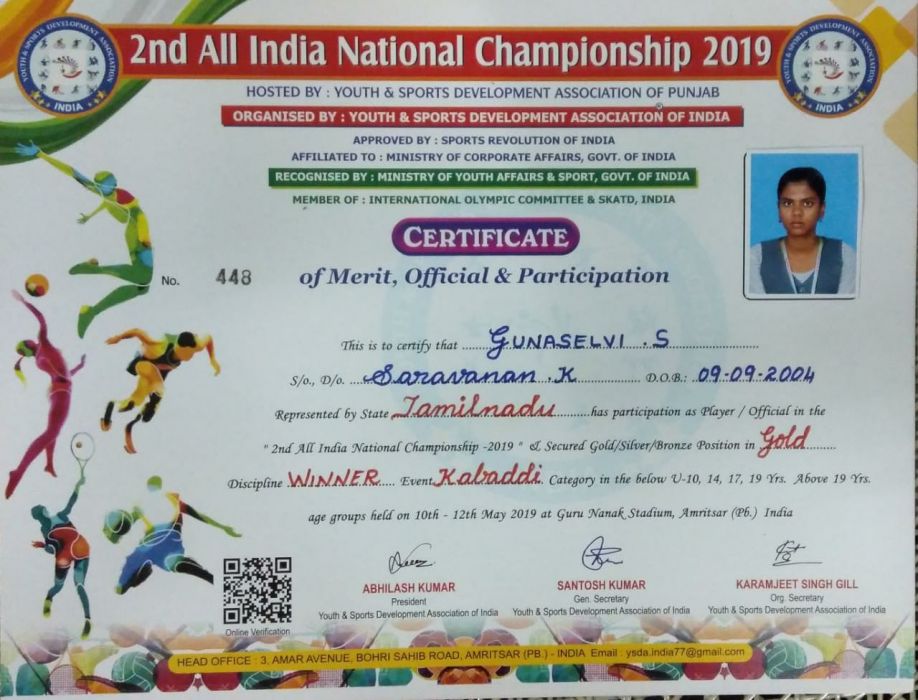 2nd All India National Championship 2019
YOUTH & SPORTS DEVELOPMENT ASSOCIATION
INDIA
YOUTH & SPORTS DEVELOPMENT ASSOCIATION
INDIA
HOSTED BY : YOUTH & SPORTS DEVELOPMENT ASSOCIATION OF PUNJAB
ORGANISED BY : YOUTH & SPORTS DEVELOPMENT ASSOCIATION OF INDIA
APPROVED BY : SPORTS REVOLUTION OF INDIA
AFFILIATED TO : MINISTRY OF CORPORATE AFFAIRS, GOVT. OF INDIA
RECOGNISED BY : MINISTRY OF YOUTH AFFAIRS & SPORT, GOVT. OF INDIA
MEMBER OF : INTERNATIONAL OLYMPIC COMMITTEE & SKATD, INDIA
CERTIFICATE
No. 448 of Merit, Official & Participation
This is to certify that ...... GUNASELVI . S ......
S/o., D/o. .... Saravanan . K ...... D.O.B.: 09-09-2004
Represented by State Tamilnadu ......... has participation as Player / Official in the
" 2nd All India National Championship -2019 " & Secured Gold/Silver/Bronze Position in Gold ......
Discipline WINNER .... Event Kabaddi. Category in the below U-10, 14, 17, 19 Yrs. Above 19 Yrs.
age groups held on 10th - 12th May 2019 at Guru Nanak Stadium, Amritsar (Pb.) India
ABHILASH KUMAR
President
Youth & Sports Development Association of India
SANTOSH KUMAR
Gen. Secretary
Youth & Sports Development Association of India
KARAMJEET SINGH GILL
Org. Secretary
Youth & Sports Development Association of India
Online Verification
HEAD OFFICE : 3, AMAR AVENUE, BOHRI SAHIB ROAD, AMRITSAR (PB.) - INDIA Email : ysda.india77@gmail.com